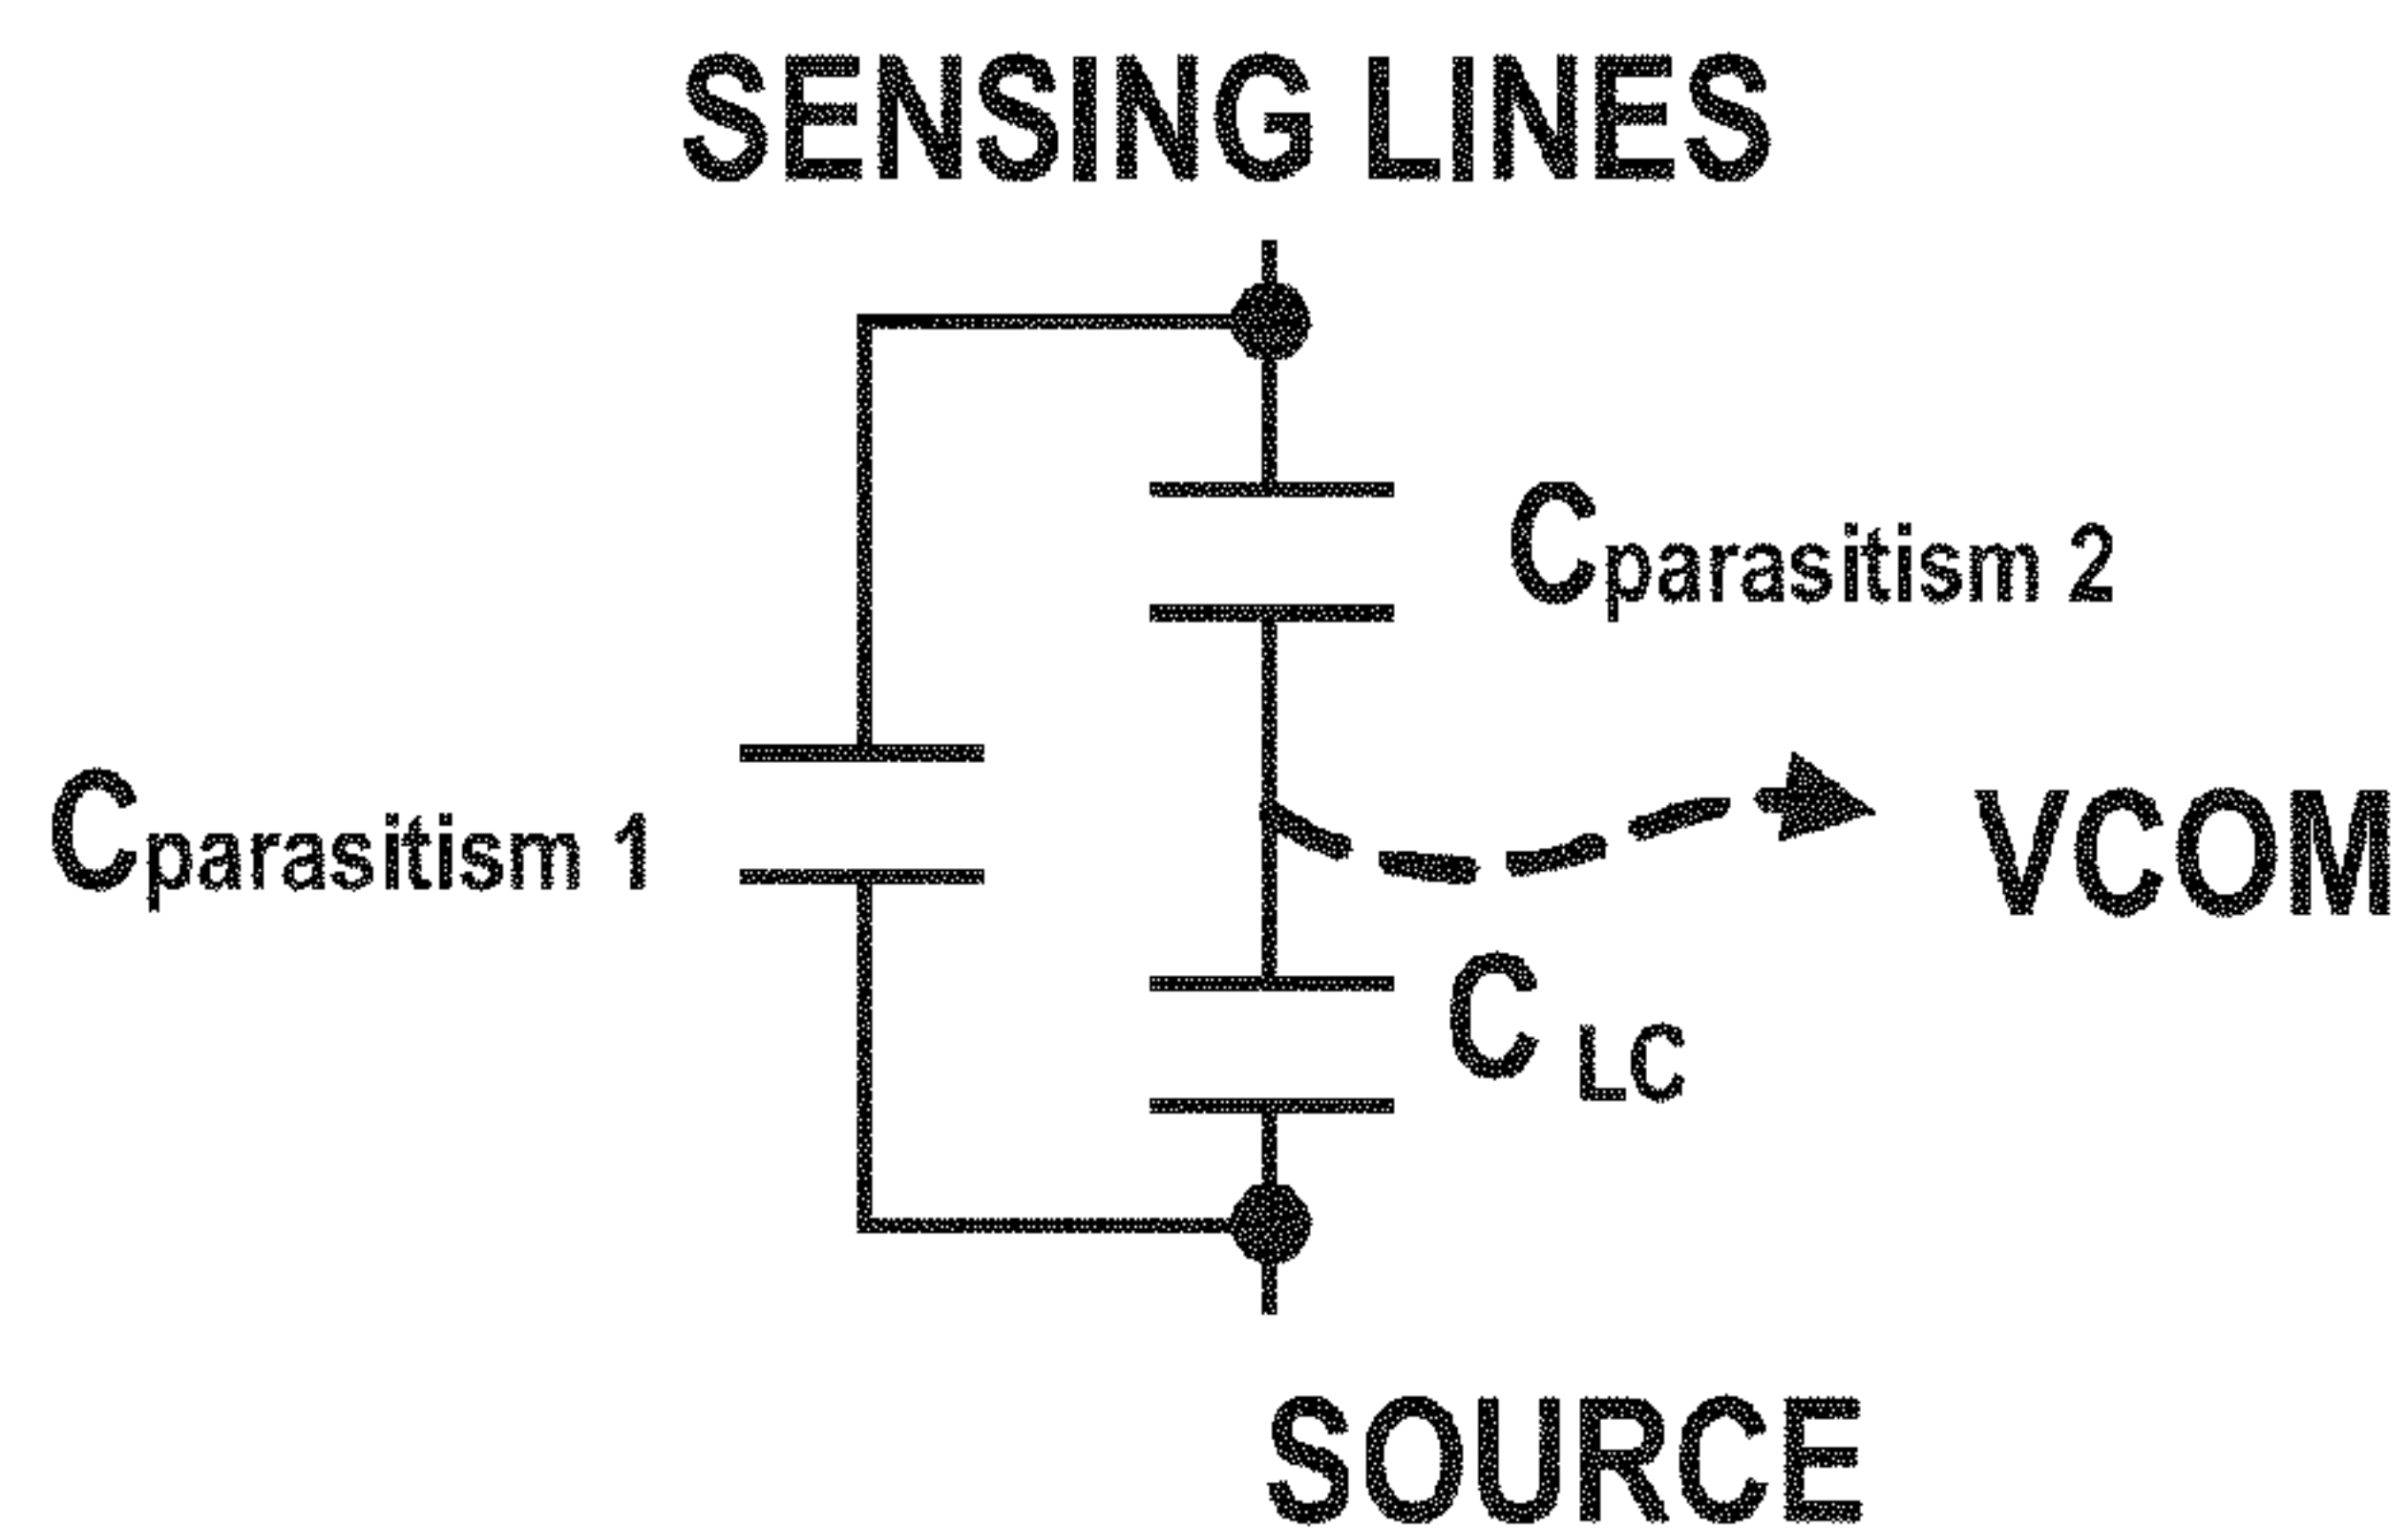 SENSING LINES
Cparasitism 2
Cparasitism 1
VCOM
C LC
SOURCE